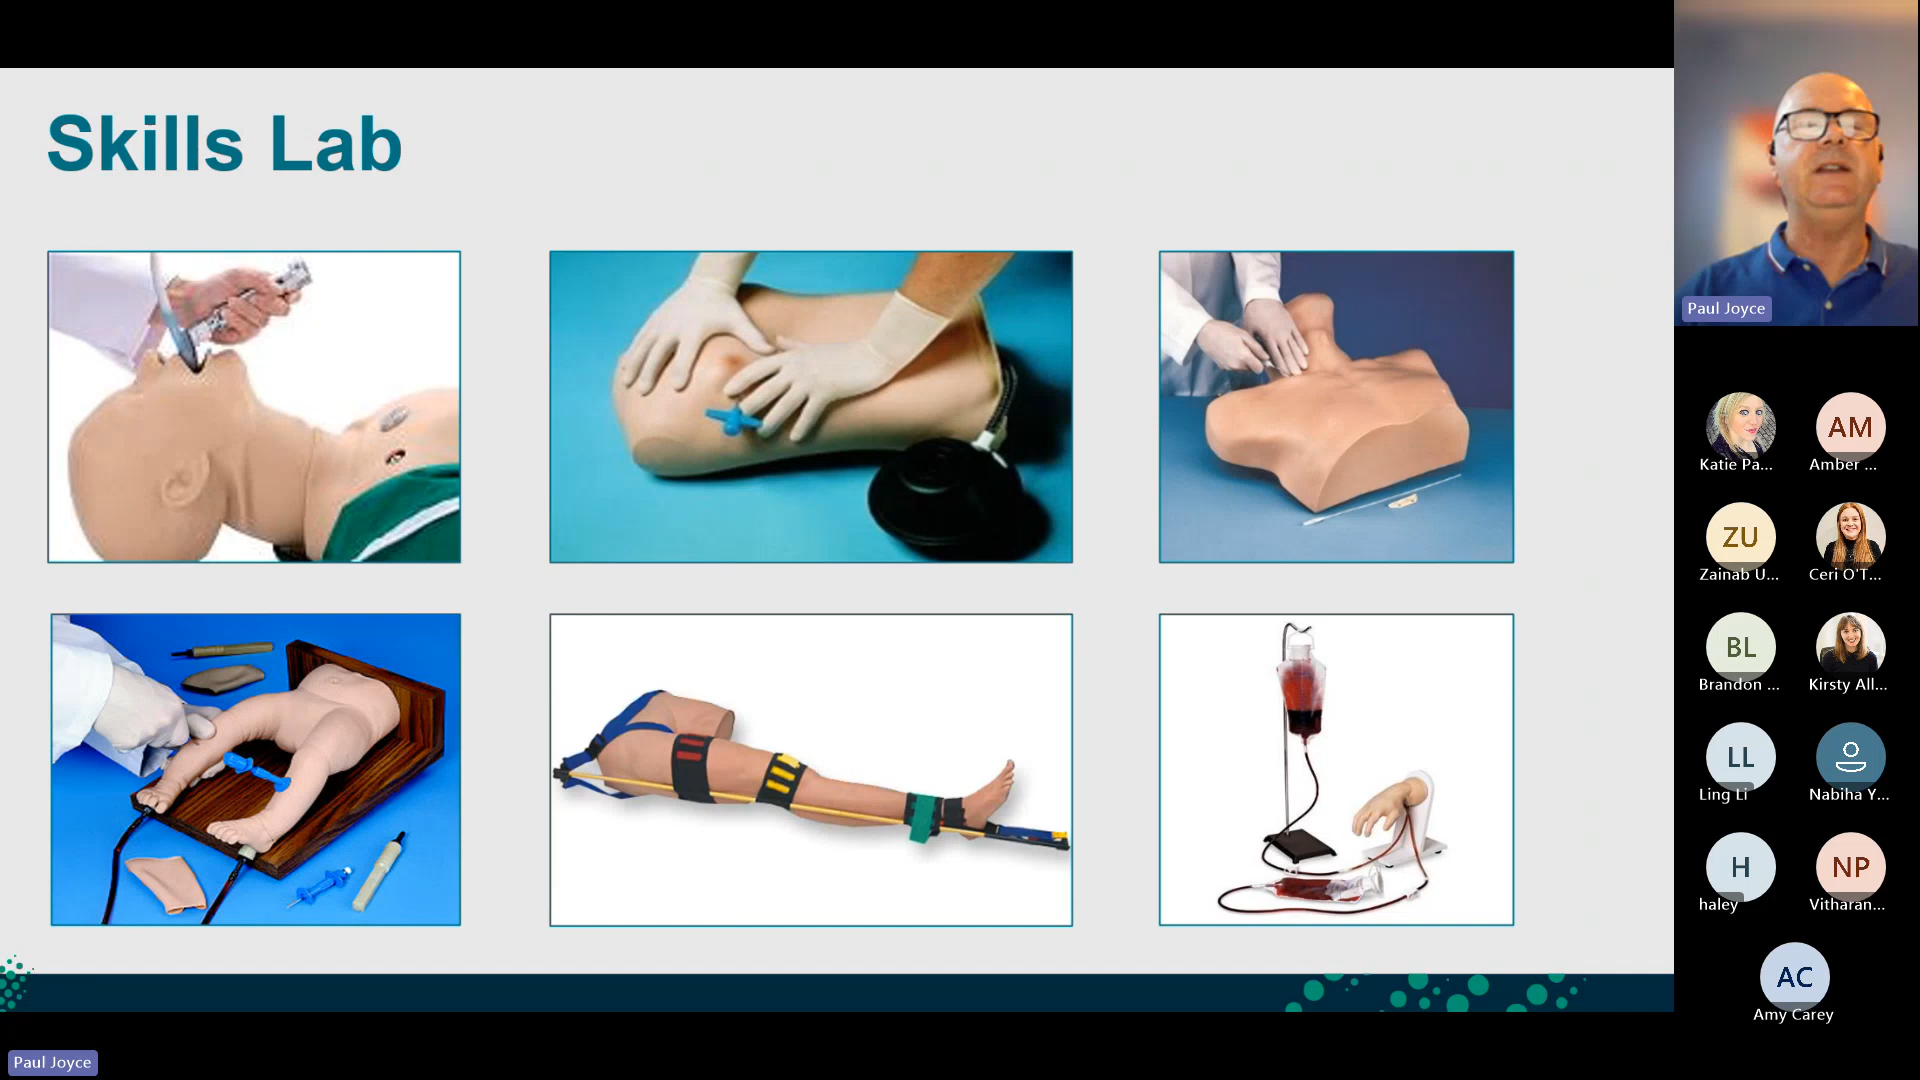 Skills Lab
Paul Joyce
Katie Pa...
AM
Amber ...
ZU
Zainab U...
Ceri O'T...
BL
Brandon ...
Kirsty All...
LL
Ling Li
Nabiha Y...
H
haley
NP
Vitharan...
AC
Amy Carey
Paul Joyce